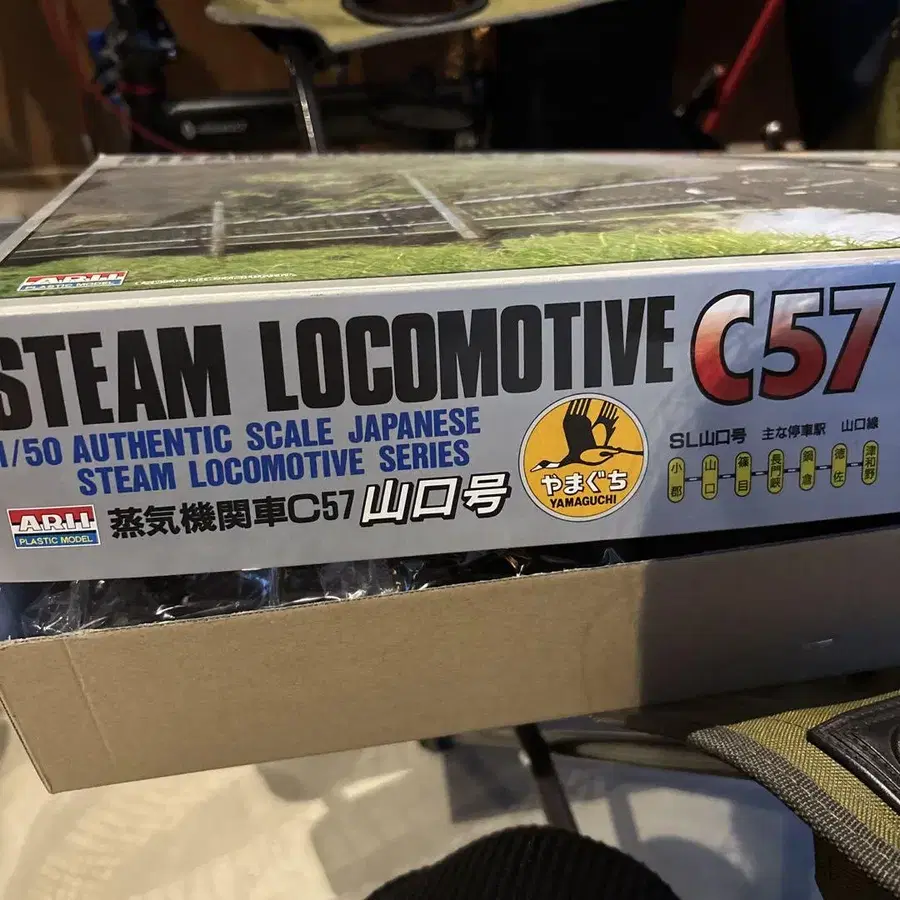 ARII
PLASTIC MODEL
STEAM LOCOMOTIVE C57
1/50 AUTHENTIC SCALE JAPANESE
STEAM LOCOMOTIVE SERIES
ARII
PLASTIC MODEL
蒸気機関車C57 山口号
やまぐち
YAMAGUCHI
SL山口号 主な停車駅 山口線
小郡 山口 篠目 長門峡 鍋倉 徳佐 津和野